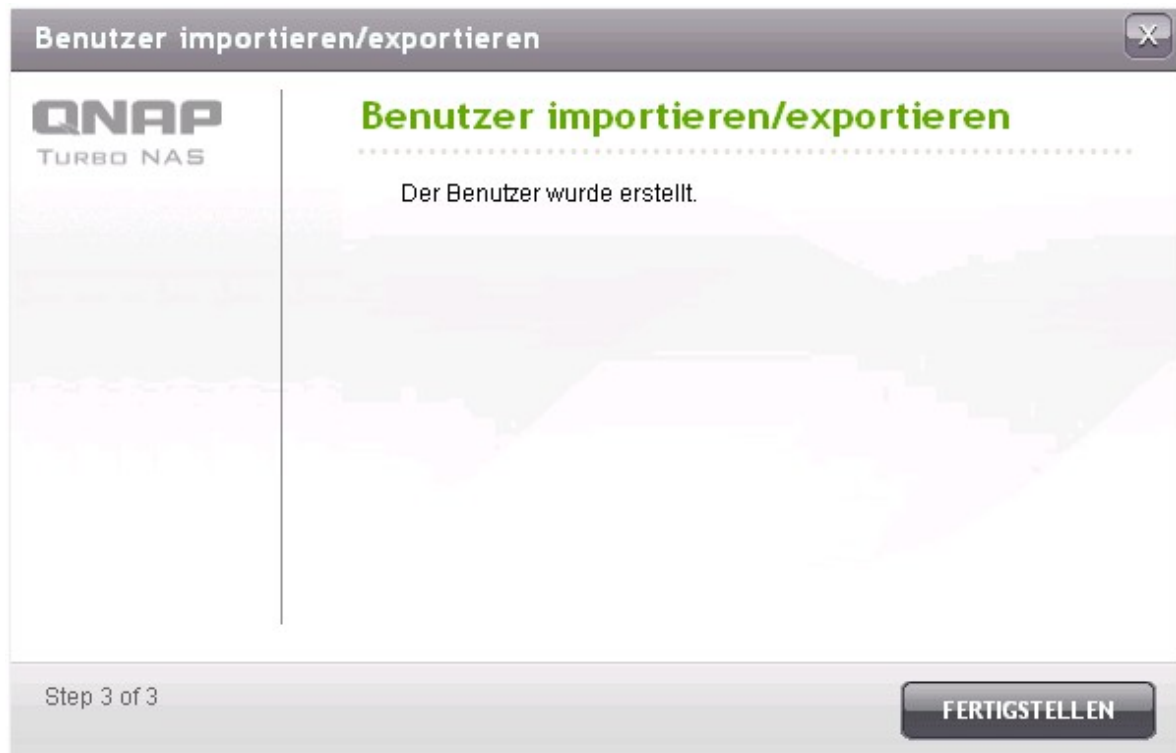 Benutzer importieren/exportieren
X
QNAP
TURBO NAS
Benutzer importieren/exportieren
Der Benutzer wurde erstellt.
Step 3 of 3
FERTIGSTELLEN